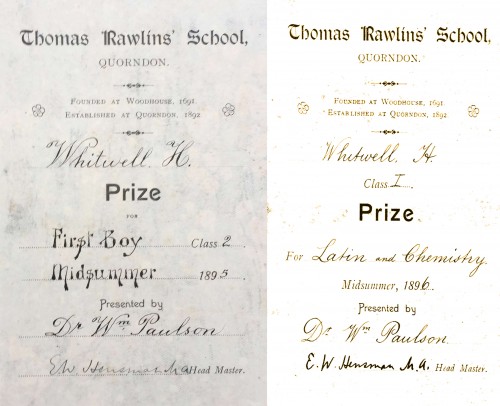 Thomas Rawlins' School,
QUORNDON.
FOUNDED AT WOODHOUSE, 1691
ESTABLISHED AT QUORNDON, 1892
Whitwell H.
Prize
FOR
First Boy Class 2
Midsummer 1895.
Presented by
Dr Wm Paulson
E.W. Hensman M.A. Head Master.
Thomas Rawlins' School,
QUORNDON.
FOUNDED AT WOODHOUSE, 1691
ESTABLISHED AT QUORNDON, 1892
Whitwell. H.
Class I.
Prize
For Latin and Chemistry.
Midsummer, 1896.
Presented by
Dr Wm Paulson.
E.W. Hensman M.A. Head Master.